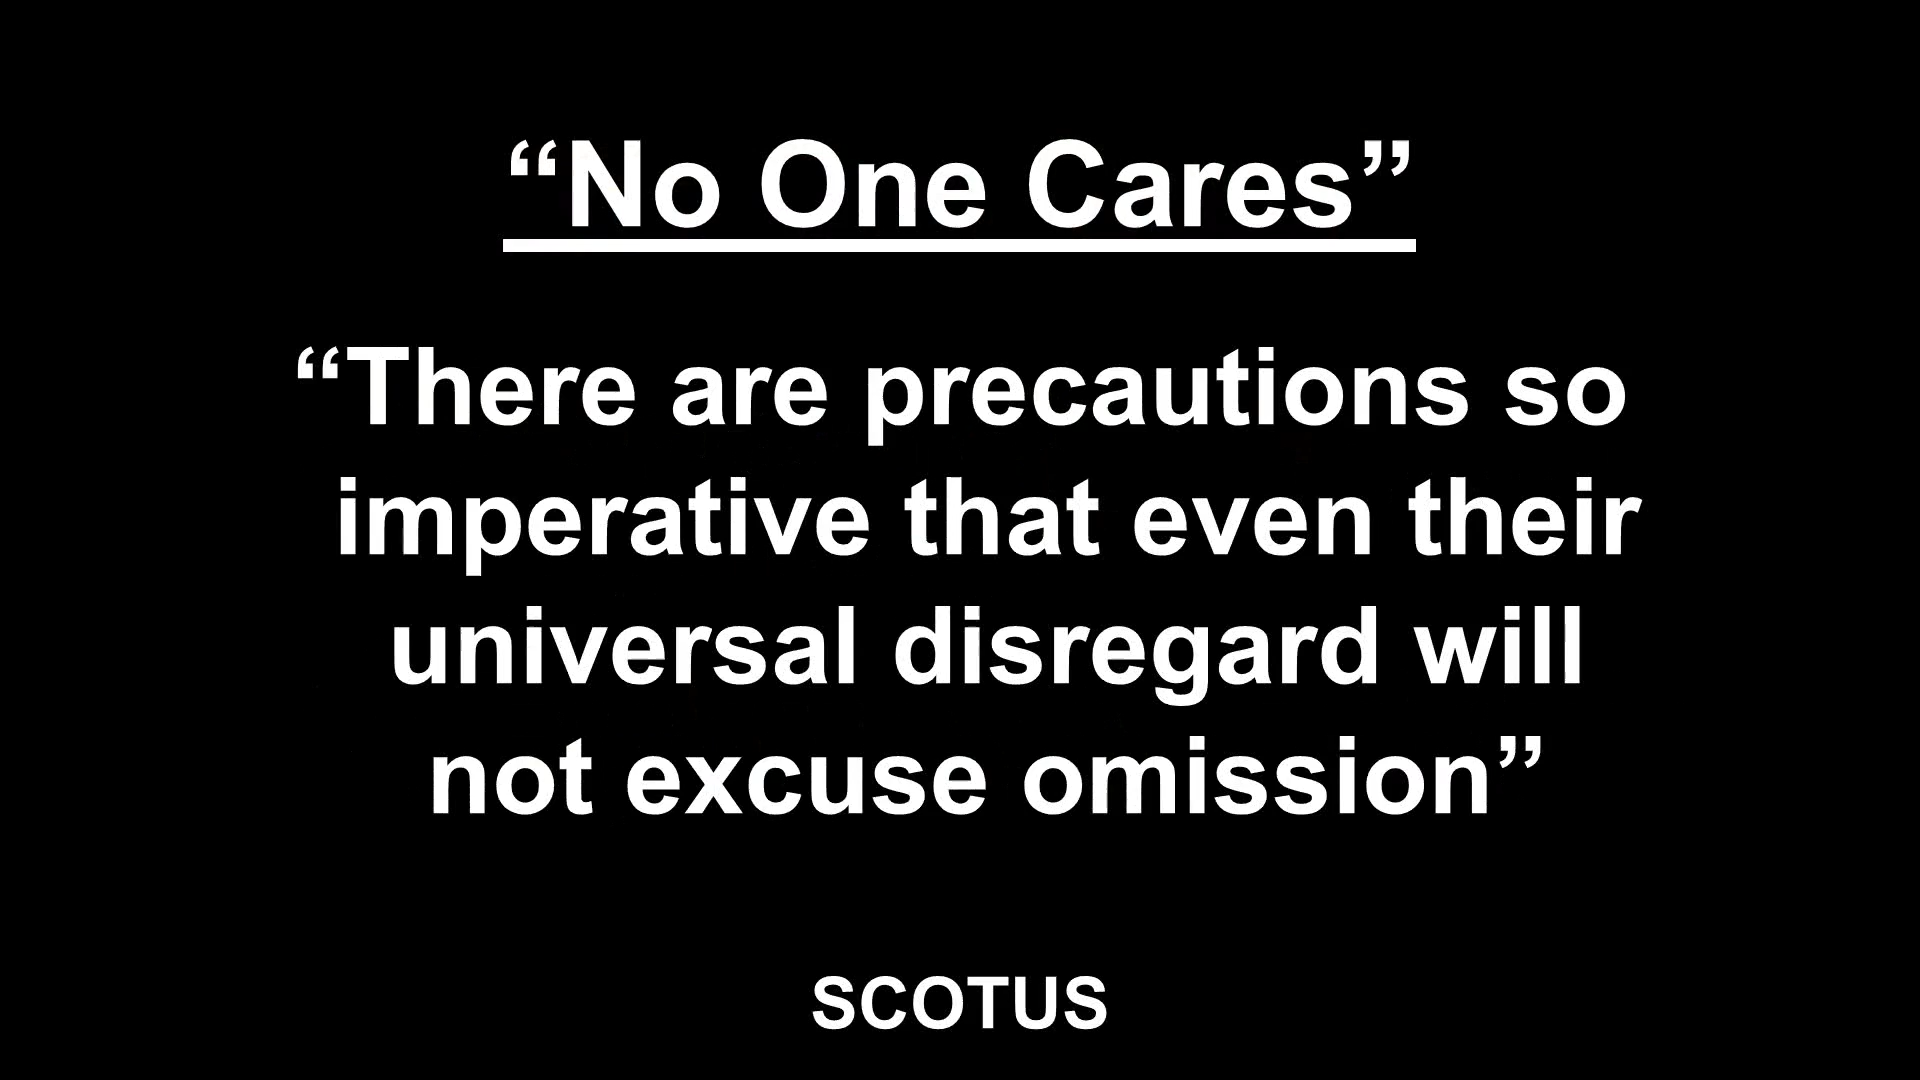 “No One Cares”
“There are precautions so
imperative that even their
universal disregard will
not excuse omission”
SCOTUS